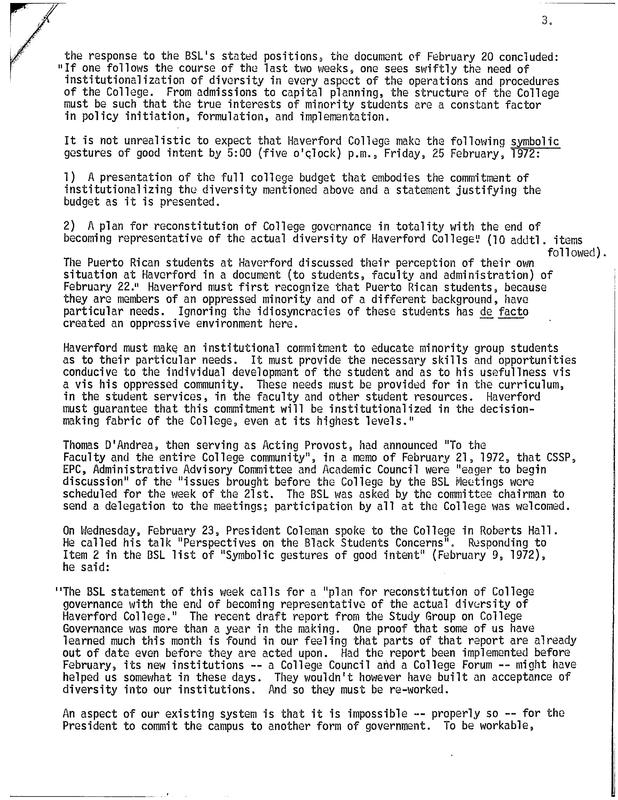 3.
the response to the BSL's stated positions, the document of February 20 concluded:
"If one follows the course of the last two weeks, one sees swiftly the need of
institutionalization of diversity in every aspect of the operations and procedures
of the College. From admissions to capital planning, the structure of the College
must be such that the true interests of minority students are a constant factor
in policy initiation, formulation, and implementation.
It is not unrealistic to expect that Haverford College make the following symbolic
gestures of good intent by 5:00 (five o'clock) p.m., Friday, 25 February, 1972:
1) A presentation of the full college budget that embodies the commitment of
institutionalizing the diversity mentioned above and a statement justifying the
budget as it is presented.
2) A plan for reconstitution of College governance in totality with the end of
becoming representative of the actual diversity of Haverford College" (10 addtl. items
followed).
The Puerto Rican students at Haverford discussed their perception of their own
situation at Haverford in a document (to students, faculty and administration) of
February 22." Haverford must first recognize that Puerto Rican students, because
they are members of an oppressed minority and of a different background, have
particular needs. Ignoring the idiosyncracies of these students has de facto
created an oppressive environment here.
Haverford must make an institutional commitment to educate minority group students
as to their particular needs. It must provide the necessary skills and opportunities
conducive to the individual development of the student and as to his usefullness vis
a vis his oppressed community. These needs must be provided for in the curriculum,
in the student services, in the faculty and other student resources. Haverford
must guarantee that this commitment will be institutionalized in the decision-
making fabric of the College, even at its highest levels."
Thomas D'Andrea, then serving as Acting Provost, had announced "To the
Faculty and the entire College community", in a memo of February 21, 1972, that CSSP,
EPC, Administrative Advisory Committee and Academic Council were "eager to begin
discussion" of the "issues brought before the College by the BSL Meetings were
scheduled for the week of the 21st. The BSL was asked by the committee chairman to
send a delegation to the meetings; participation by all at the College was welcomed.
On Wednesday, February 23, President Coleman spoke to the College in Roberts Hall.
He called his talk "Perspectives on the Black Students Concerns". Responding to
Item 2 in the BSL list of "Symbolic gestures of good intent" (February 9, 1972),
he said:
"The BSL statement of this week calls for a "plan for reconstitution of College
governance with the end of becoming representative of the actual diversity of
Haverford College." The recent draft report from the Study Group on College
Governance was more than a year in the making. One proof that some of us have
learned much this month is found in our feeling that parts of that report are already
out of date even before they are acted upon. Had the report been implemented before
February, its new institutions -- a College Council and a College Forum -- might have
helped us somewhat in these days. They wouldn't however have built an acceptance of
diversity into our institutions. And so they must be re-worked.
An aspect of our existing system is that it is impossible -- properly so -- for the
President to commit the campus to another form of government. To be workable,